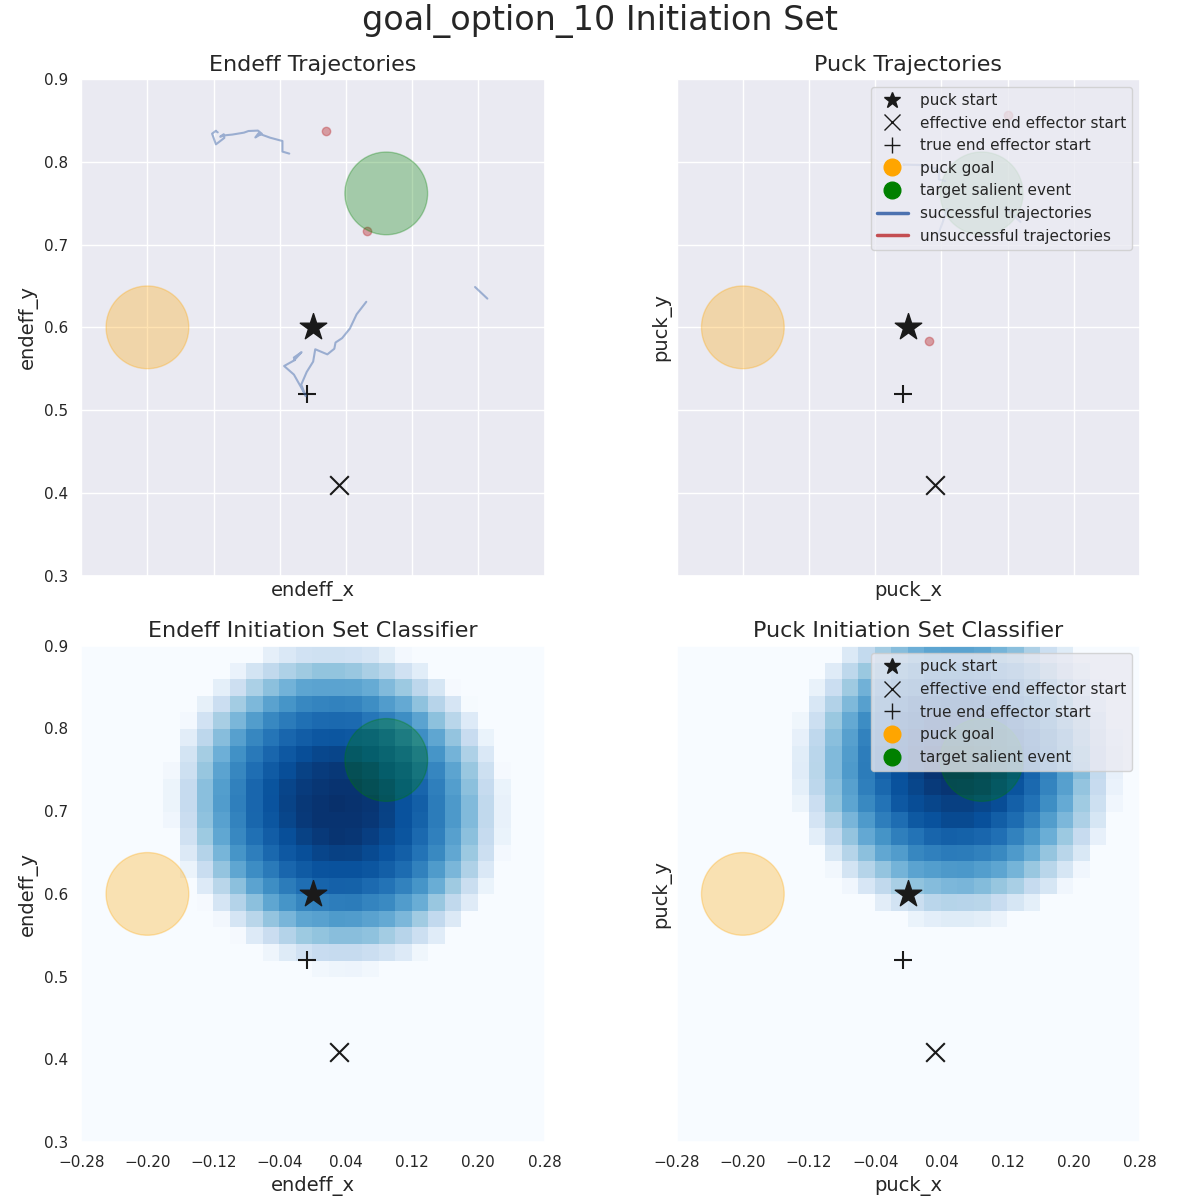 goal_option_10 Initiation Set
Endeff Trajectories
endeff_y
0.9
0.8
0.7
0.6
0.5
0.4
0.3
endeff_x
Puck Trajectories
puck start
effective end effector start
true end effector start
puck goal
target salient event
successful trajectories
unsuccessful trajectories
puck_y
puck_x
Endeff Initiation Set Classifier
endeff_y
0.9
0.8
0.7
0.6
0.5
0.4
0.3
−0.28 −0.20 −0.12 −0.04 0.04 0.12 0.20 0.28
endeff_x
Puck Initiation Set Classifier
puck start
effective end effector start
true end effector start
puck goal
target salient event
puck_y
−0.28 −0.20 −0.12 −0.04 0.04 0.12 0.20 0.28
puck_x